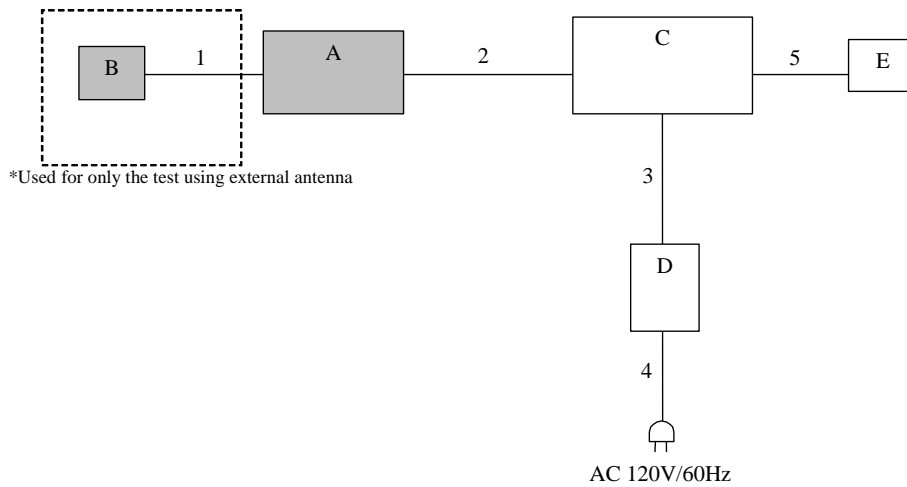 B
1
A
2
C
5
E
*Used for only the test using external antenna
3
D
4
AC 120V/60Hz